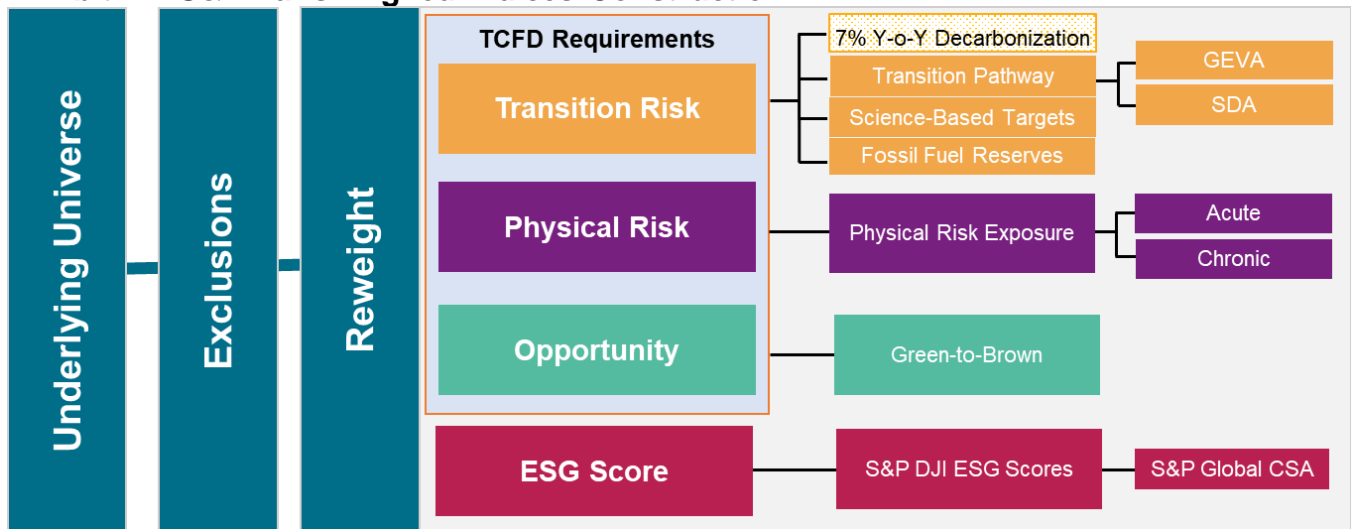 Underlying Universe
Exclusions
Reweight
TCFD Requirements
Transition Risk
7% Y-o-Y Decarbonization
Transition Pathway
GEVA
SDA
Science-Based Targets
Fossil Fuel Reserves
Physical Risk
Physical Risk Exposure
Acute
Chronic
Opportunity
Green-to-Brown
ESG Score
S&P DJI ESG Scores
S&P Global CSA